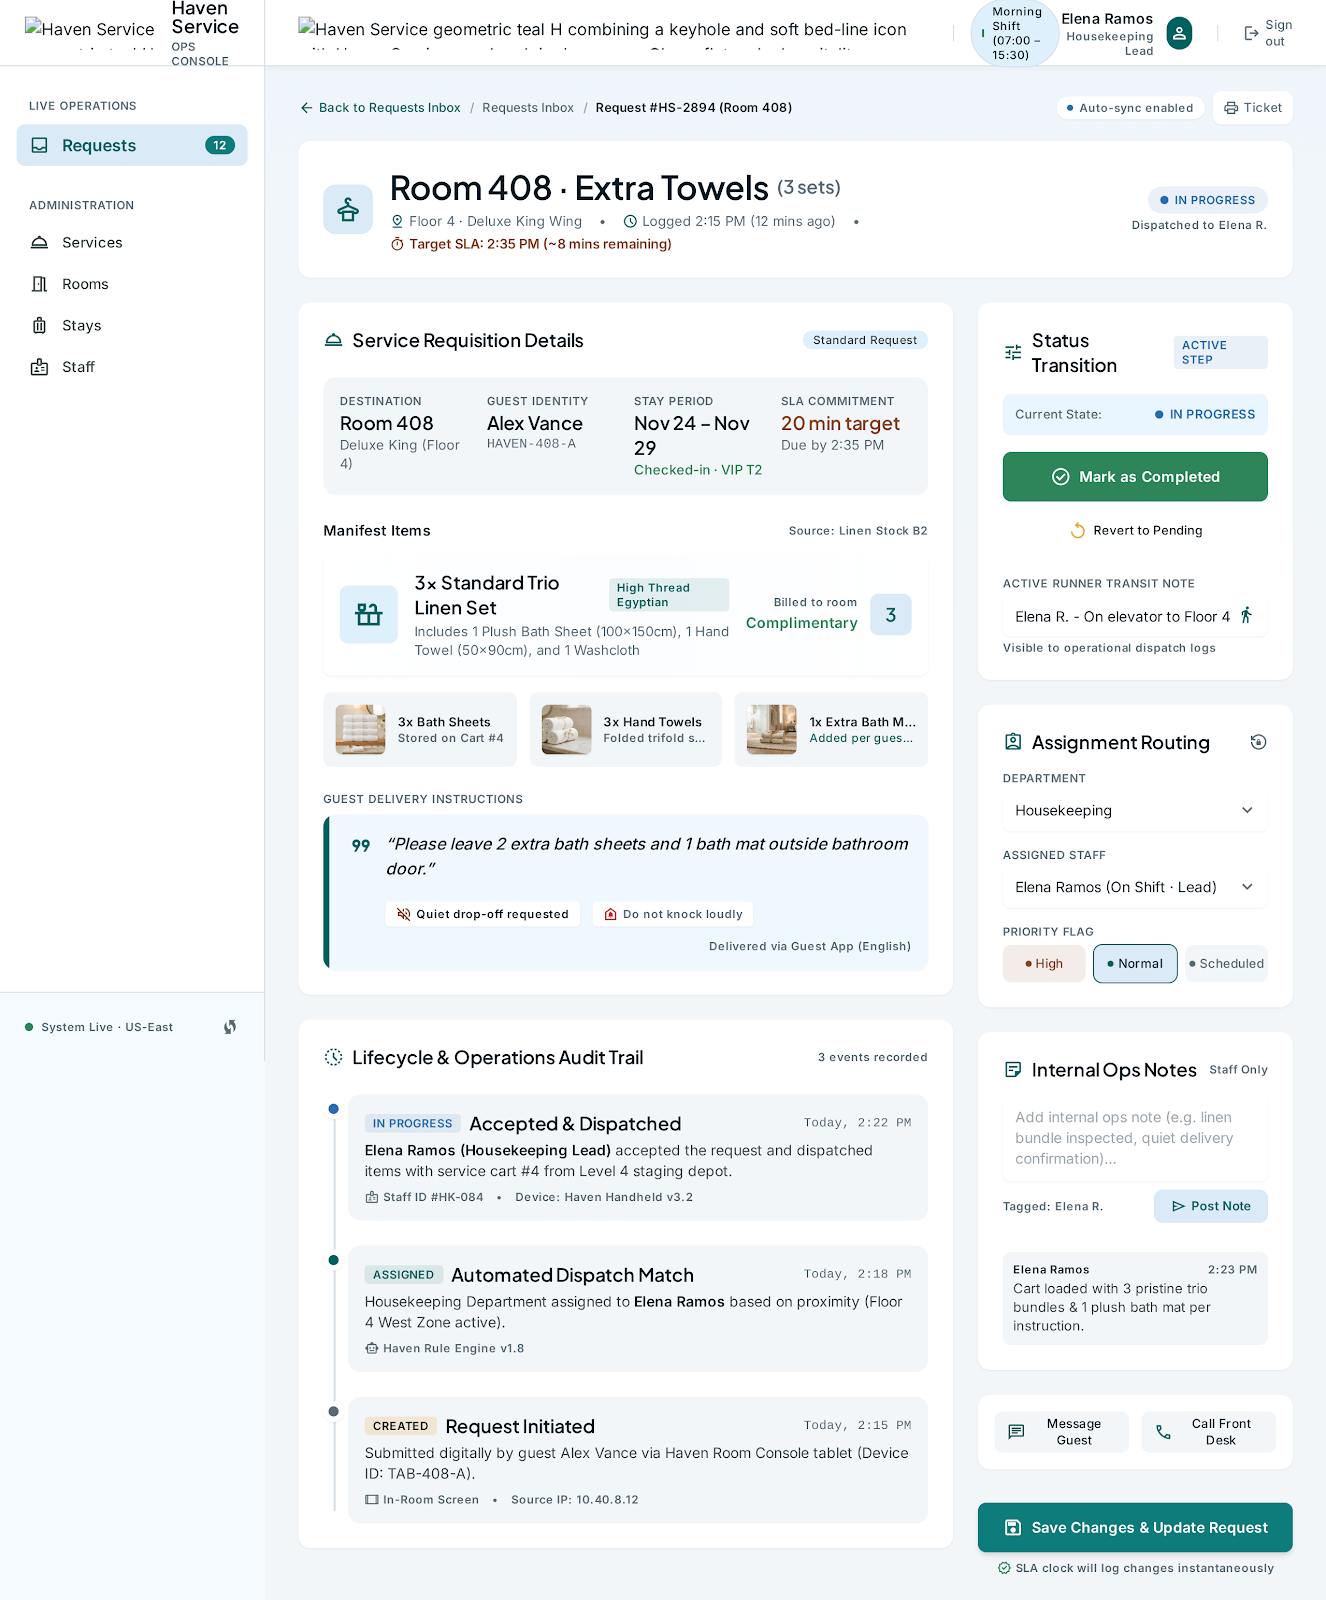 Haven Service
Haven
Service
OPS
CONSOLE
Haven Service geometric teal H combining a keyhole and soft bed-line icon
Morning
Shift
(07:00 –
15:30)
Elena Ramos
Housekeeping
Lead
Sign
out
LIVE OPERATIONS
Requests
12
ADMINISTRATION
Services
Rooms
Stays
Staff
System Live · US-East
Back to Requests Inbox / Requests Inbox / Request #HS-2894 (Room 408)
Auto-sync enabled
Ticket
Room 408 · Extra Towels (3 sets)
Floor 4 · Deluxe King Wing • Logged 2:15 PM (12 mins ago) •
Target SLA: 2:35 PM (~8 mins remaining)
IN PROGRESS
Dispatched to Elena R.
Service Requisition Details
Standard Request
DESTINATION
Room 408
Deluxe King (Floor
4)
GUEST IDENTITY
Alex Vance
HAVEN-408-A
STAY PERIOD
Nov 24 – Nov
29
Checked-in · VIP T2
SLA COMMITMENT
20 min target
Due by 2:35 PM
Manifest Items
Source: Linen Stock B2
3× Standard Trio
Linen Set
High Thread
Egyptian
Includes 1 Plush Bath Sheet (100×150cm), 1 Hand
Towel (50×90cm), and 1 Washcloth
Billed to room
Complimentary
3
3x Bath Sheets
Stored on Cart #4
3x Hand Towels
Folded trifold s...
1x Extra Bath M...
Added per gues...
GUEST DELIVERY INSTRUCTIONS
“Please leave 2 extra bath sheets and 1 bath mat outside bathroom
door.”
Quiet drop-off requested
Do not knock loudly
Delivered via Guest App (English)
Lifecycle & Operations Audit Trail
3 events recorded
IN PROGRESS
Accepted & Dispatched
Today, 2:22 PM
Elena Ramos (Housekeeping Lead) accepted the request and dispatched
items with service cart #4 from Level 4 staging depot.
Staff ID #HK-084 • Device: Haven Handheld v3.2
ASSIGNED
Automated Dispatch Match
Today, 2:18 PM
Housekeeping Department assigned to Elena Ramos based on proximity (Floor
4 West Zone active).
Haven Rule Engine v1.8
CREATED
Request Initiated
Today, 2:15 PM
Submitted digitally by guest Alex Vance via Haven Room Console tablet (Device
ID: TAB-408-A).
In-Room Screen • Source IP: 10.40.8.12
Status
Transition
ACTIVE
STEP
Current State:
IN PROGRESS
Mark as Completed
Revert to Pending
ACTIVE RUNNER TRANSIT NOTE
Elena R. - On elevator to Floor 4
Visible to operational dispatch logs
Assignment Routing
DEPARTMENT
Housekeeping
ASSIGNED STAFF
Elena Ramos (On Shift · Lead)
PRIORITY FLAG
High
Normal
Scheduled
Internal Ops Notes
Staff Only
Add internal ops note (e.g. linen
bundle inspected, quiet delivery
confirmation)...
Tagged: Elena R.
Post Note
Elena Ramos
2:23 PM
Cart loaded with 3 pristine trio
bundles & 1 plush bath mat per
instruction.
Message
Guest
Call Front
Desk
Save Changes & Update Request
SLA clock will log changes instantaneously